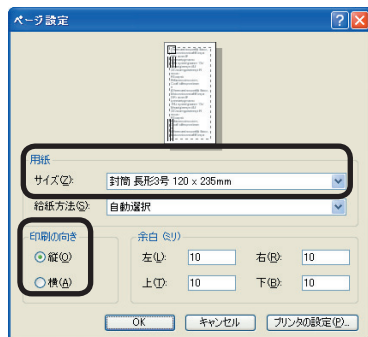 ページ設定
用紙
サイズ(Z): 封筒 長形3号 120 x 235mm
給紙方法(S): 自動選択
印刷の向き
縦(O)
横(A)
余白 (ミリ)
左(L): 10 右(R): 10
上(T): 10 下(B): 10
OK キャンセル プリンタの設定(P)...